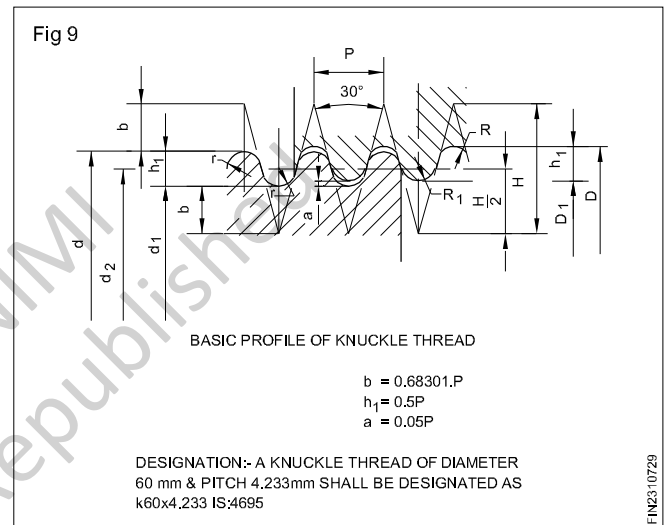 Fig 9
P
30°
b
h1
r
r
a
b
d
d2
d1
R
R1
H/2
H
h1
D1
D
BASIC PROFILE OF KNUCKLE THREAD
b = 0.68301.P
h1= 0.5P
a = 0.05P
DESIGNATION:- A KNUCKLE THREAD OF DIAMETER
60 mm & PITCH 4.233mm SHALL BE DESIGNATED AS
k60x4.233 IS:4695
FIN2310729
NIMI
Republished